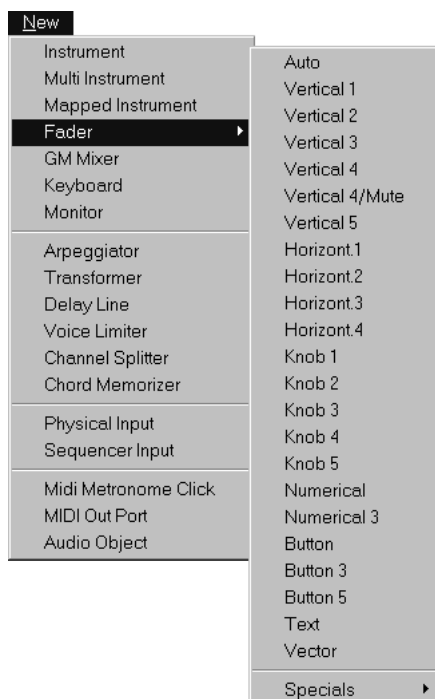 New
Instrument
Multi Instrument
Mapped Instrument
Fader
GM Mixer
Keyboard
Monitor
Arpeggiator
Transformer
Delay Line
Voice Limiter
Channel Splitter
Chord Memorizer
Physical Input
Sequencer Input
Midi Metronome Click
MIDI Out Port
Audio Object
Auto
Vertical 1
Vertical 2
Vertical 3
Vertical 4
Vertical 4/Mute
Vertical 5
Horizont.1
Horizont.2
Horizont.3
Horizont.4
Knob 1
Knob 2
Knob 3
Knob 4
Knob 5
Numerical
Numerical 3
Button
Button 3
Button 5
Text
Vector
Specials